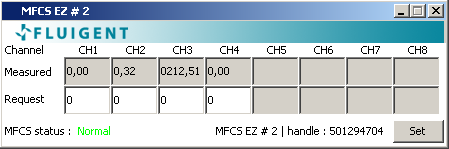 MFCS EZ # 2
FLUIGENT
Channel CH1 CH2 CH3 CH4 CH5 CH6 CH7 CH8
Measured 0,00 0,32 0212,51 0,00
Request 0 0 0 0
MFCS status : Normal MFCS EZ # 2 | handle : 501294704 Set